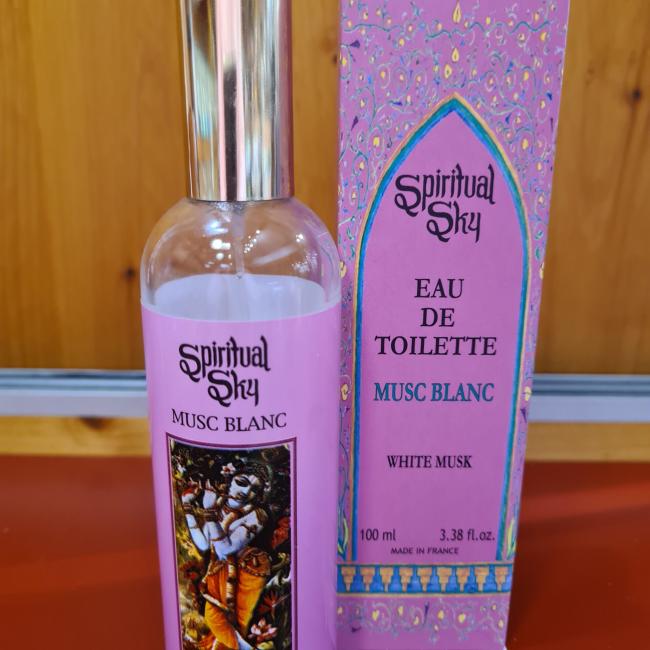 Spiritual
Sky
MUSC BLANC
Spiritual
Sky
EAU
DE
TOILETTE
MUSC BLANC
WHITE MUSK
100 ml 3.38 fl.oz.
MADE IN FRANCE